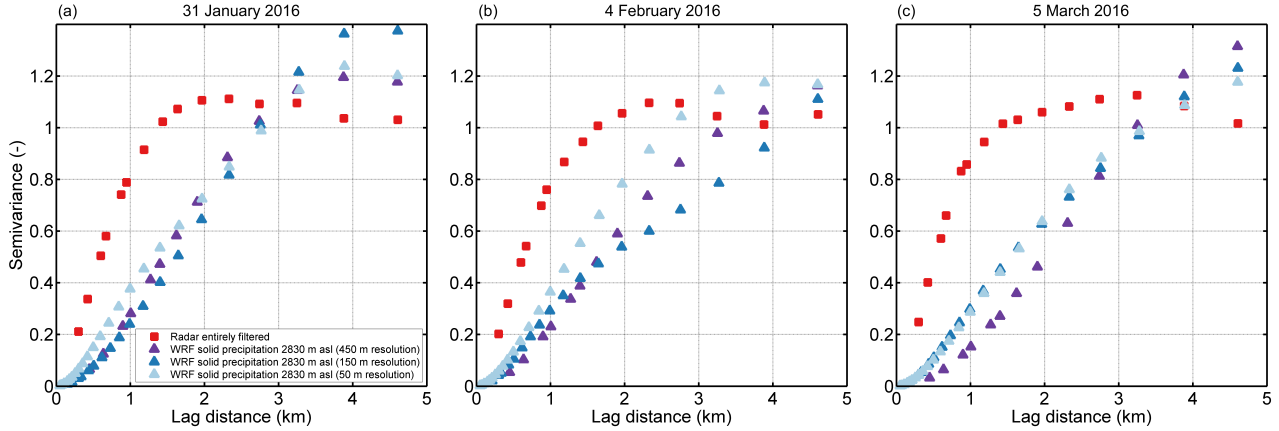 (a) 31 January 2016
(b) 4 February 2016
(c) 5 March 2016
Semivariance (-)
1.2
1
0.8
0.6
0.4
0.2
0
0 1 2 3 4 5
Lag distance (km)
Radar entirely filtered
WRF solid precipitation 2830 m asl (450 m resolution)
WRF solid precipitation 2830 m asl (150 m resolution)
WRF solid precipitation 2830 m asl (50 m resolution)
1.2
1
0.8
0.6
0.4
0.2
0
0 1 2 3 4 5
Lag distance (km)
1.2
1
0.8
0.6
0.4
0.2
0
0 1 2 3 4 5
Lag distance (km)